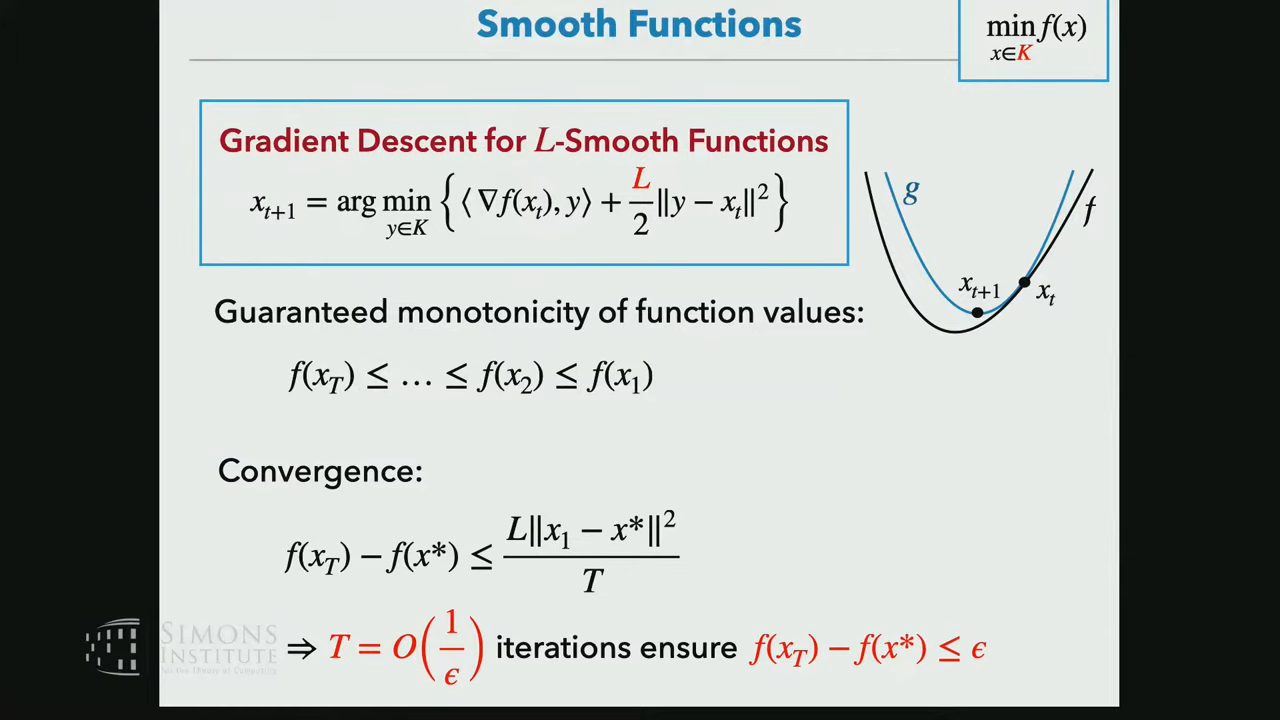 Smooth Functions
min f(x)
x∈K
Gradient Descent for L-Smooth Functions
x_{t+1} = arg min_{y∈K} { ⟨∇f(x_t), y⟩ + L/2 ‖y − x_t‖² }
g
f
x_{t+1}
x_t
Guaranteed monotonicity of function values:
f(x_T) ≤ … ≤ f(x_2) ≤ f(x_1)
Convergence:
f(x_T) − f(x*) ≤ L‖x_1 − x*‖² / T
⇒ T = O(1/ϵ) iterations ensure f(x_T) − f(x*) ≤ ϵ
SIMONS
INSTITUTE